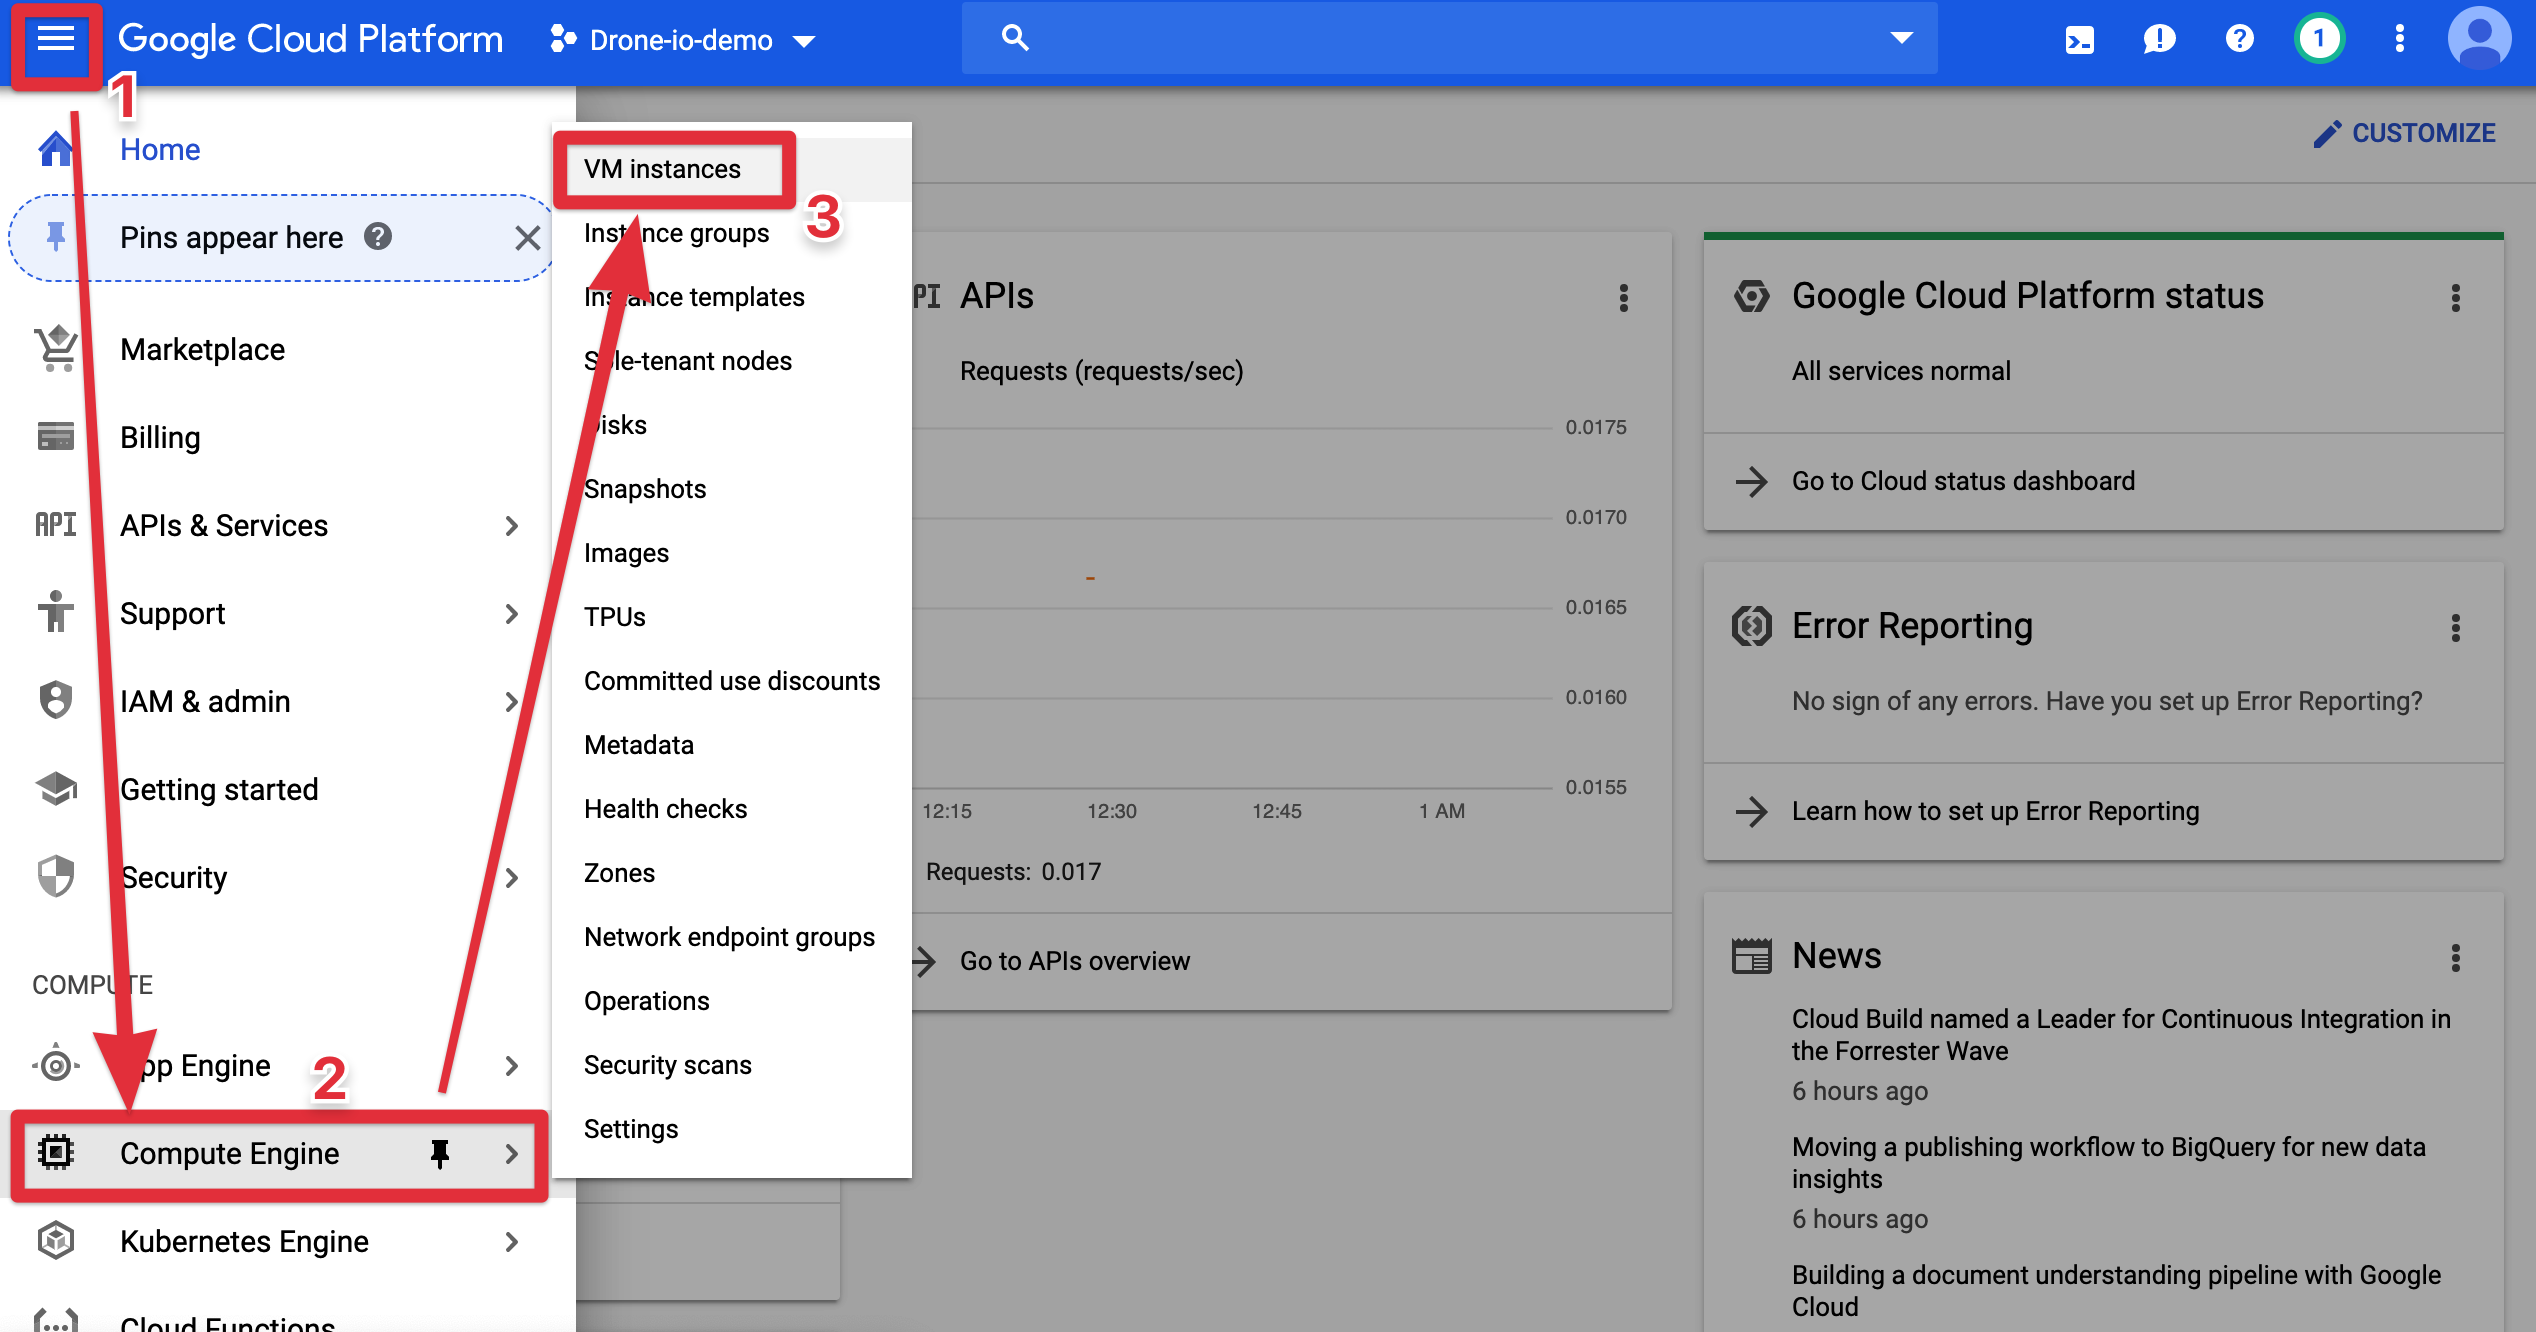 Google Cloud Platform
Drone-io-demo
1
1
Home
Pins appear here
Marketplace
Billing
API
APIs & Services
Support
IAM & admin
Getting started
Security
COMPUTE
App Engine
2
Compute Engine
Kubernetes Engine
Cloud Functions
VM instances
3
Instance groups
Instance templates
Sole-tenant nodes
Disks
Snapshots
Images
TPUs
Committed use discounts
Metadata
Health checks
Zones
Network endpoint groups
Operations
Security scans
Settings
CUSTOMIZE
APIs
Requests (requests/sec)
0.0175
0.0170
0.0165
0.0160
0.0155
12:15 12:30 12:45 1 AM
Requests: 0.017
Go to APIs overview
Google Cloud Platform status
All services normal
Go to Cloud status dashboard
Error Reporting
No sign of any errors. Have you set up Error Reporting?
Learn how to set up Error Reporting
News
Cloud Build named a Leader for Continuous Integration in
the Forrester Wave
6 hours ago
Moving a publishing workflow to BigQuery for new data
insights
6 hours ago
Building a document understanding pipeline with Google
Cloud